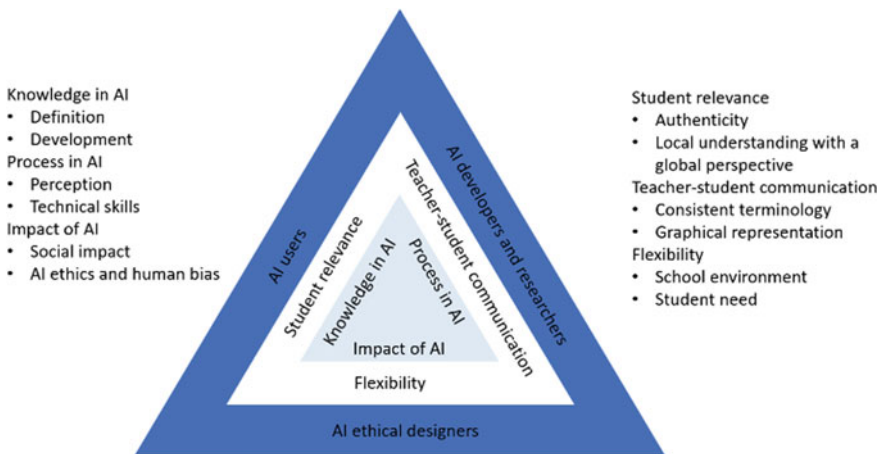 Knowledge in AI
• Definition
• Development
Process in AI
• Perception
• Technical skills
Impact of AI
• Social impact
• AI ethics and human bias
AI users
Student relevance
Knowledge in AI
Process in AI
Impact of AI
Teacher-student communication
Flexibility
AI developers and researchers
AI ethical designers
Student relevance
• Authenticity
• Local understanding with a
global perspective
Teacher-student communication
• Consistent terminology
• Graphical representation
Flexibility
• School environment
• Student need